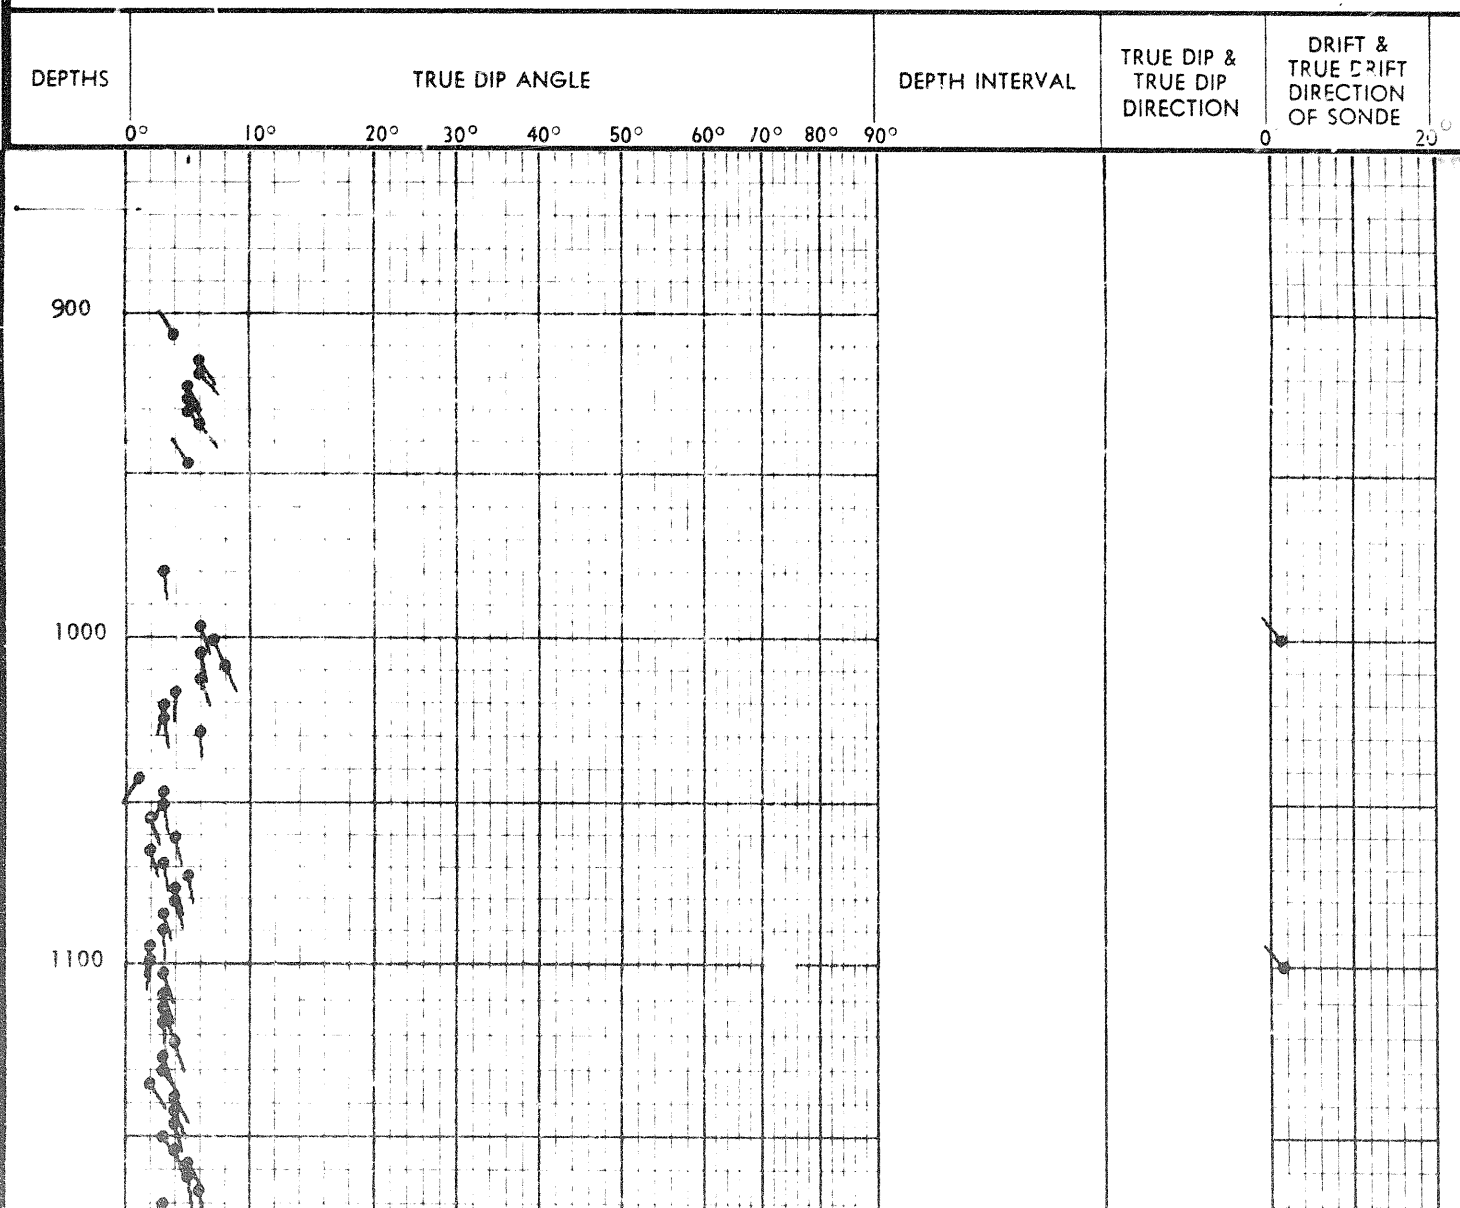 DEPTHS
TRUE DIP ANGLE
DEPTH INTERVAL
TRUE DIP &
TRUE DIP
DIRECTION
DRIFT &
TRUE DRIFT
DIRECTION
OF SONDE
0° 10° 20° 30° 40° 50° 60° 70° 80° 90° 0 20°
900
1000
1100